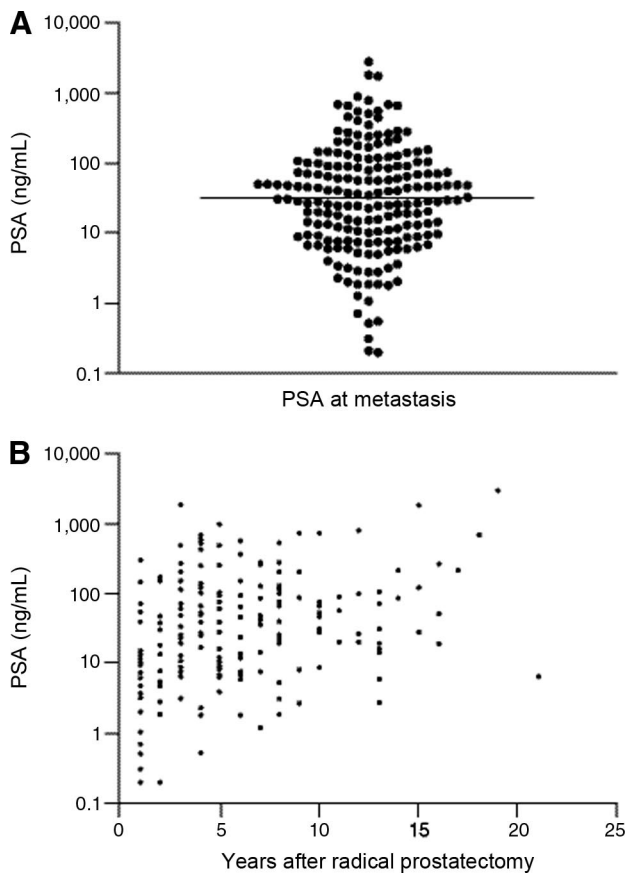 A
10,000
1,000
100
10
1
0.1
PSA (ng/mL)
PSA at metastasis
B
10,000
1,000
100
10
1
0.1
PSA (ng/mL)
0 5 10 15 20 25
Years after radical prostatectomy